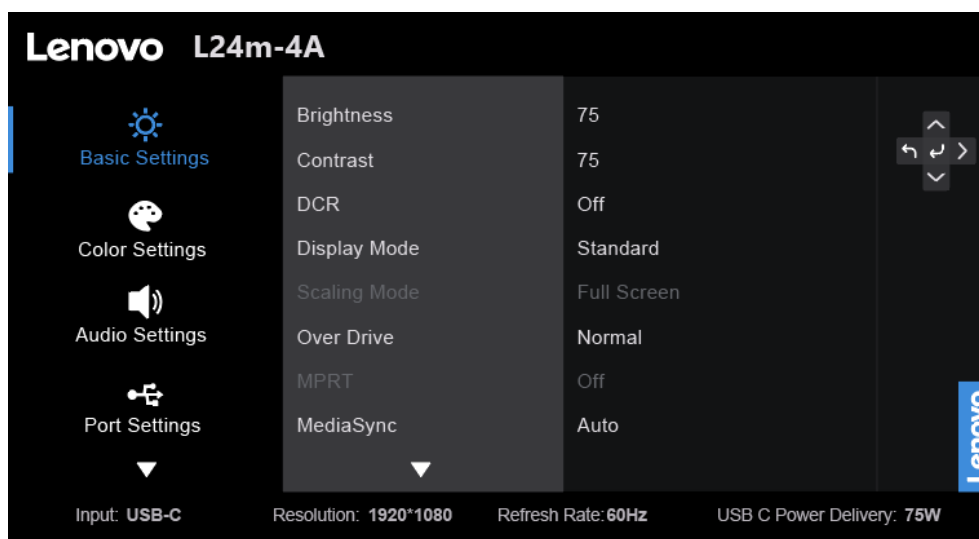 Lenovo L24m-4A
Basic Settings
Color Settings
Audio Settings
Port Settings
Brightness 75
Contrast 75
DCR Off
Display Mode Standard
Scaling Mode Full Screen
Over Drive Normal
MPRT Off
MediaSync Auto
Lenovo
Input: USB-C Resolution: 1920*1080 Refresh Rate:60Hz USB C Power Delivery: 75W